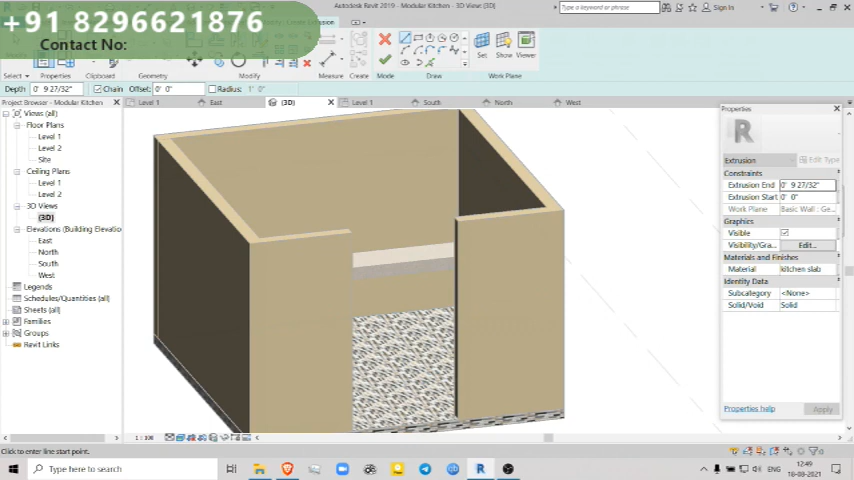 +91 8296621876
Contact No:
Autodesk Revit 2019 - Modular Kitchen - 3D View: {3D}
Type a keyword or phrase
Sign In
Select
Properties
Clipboard
Geometry
Modify
Measure
Create
Mode
Draw
Set
Show
Viewer
Work Plane
Depth 0' 9 27/32"
Chain
Offset: 0' 0"
Radius: 1' 0"
Project Browser - Modular Kitchen
Level 1
East
{3D}
Level 1
South
North
West
Views (all)
Floor Plans
Level 1
Level 2
Site
Ceiling Plans
Level 1
Level 2
3D Views
{3D}
Elevations (Building Elevatio
East
North
South
West
Legends
Schedules/Quantities (all)
Sheets (all)
Families
Groups
Revit Links
Properties
Extrusion
Edit Type
Constraints
Extrusion End 0' 9 27/32"
Extrusion Start 0' 0"
Work Plane Basic Wall : Ge...
Graphics
Visible
Visibility/Gra... Edit...
Materials and Finishes
Material kitchen slab
Identity Data
Subcategory <None>
Solid/Void Solid
Properties help
Apply
1 : 100
Click to enter line start point.
Type here to search
ENG
12:49
18-08-2021